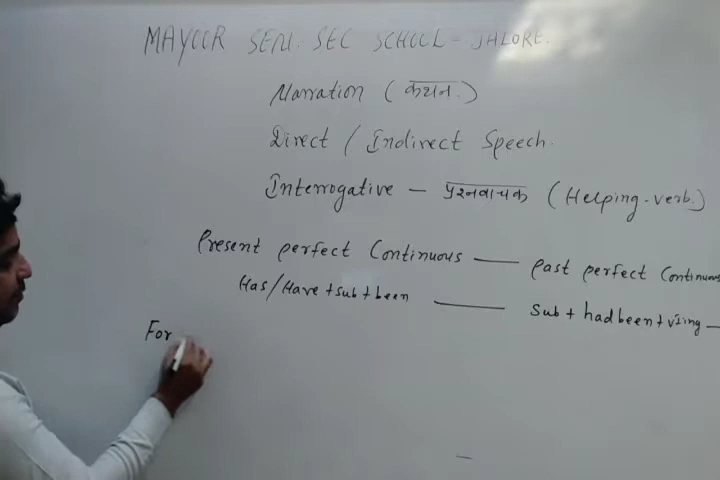 MAYOOR SENI. SEC SCHOOL - JALORE.
Narration (कथन.)
Direct / Indirect Speech.
Interrogative - प्रश्नवाचक (Helping-verb.)
Present perfect Continuous — Past perfect Continuous
Has/Have+sub+been — Sub + had been + v1ing -
For